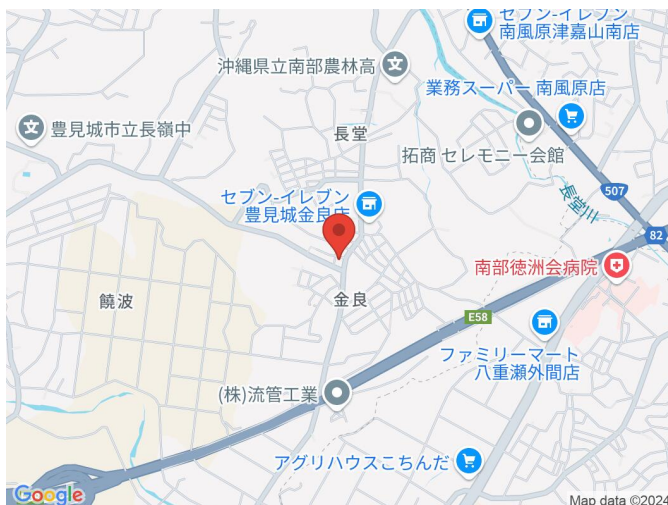 セブン-イレブン
南風原津嘉山南店
沖縄県立南部農林高
業務スーパー 南風原店
豊見城市立長嶺中
長堂
拓商 セレモニー会館
507
セブン-イレブン
豊見城金良店
長堂川
82
南部徳洲会病院
饒波
金良
E58
ファミリーマート
八重瀬外間店
(株)流管工業
アグリハウスこちんだ
Google
Map data ©2024